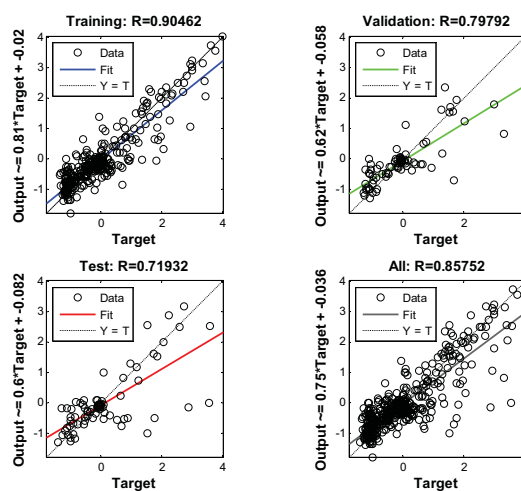 Training: R=0.90462
Output ~= 0.81*Target + -0.02
4
3
2
1
0
-1
Data
Fit
Y = T
0
2
4
Target
Validation: R=0.79792
Output ~= 0.62*Target + -0.058
4
3
2
1
0
-1
Data
Fit
Y = T
0
2
Target
Test: R=0.71932
Output ~= 0.6*Target + -0.082
4
3
2
1
0
-1
Data
Fit
Y = T
0
2
4
Target
All: R=0.85752
Output ~= 0.75*Target + -0.036
4
3
2
1
0
-1
Data
Fit
Y = T
0
2
Target